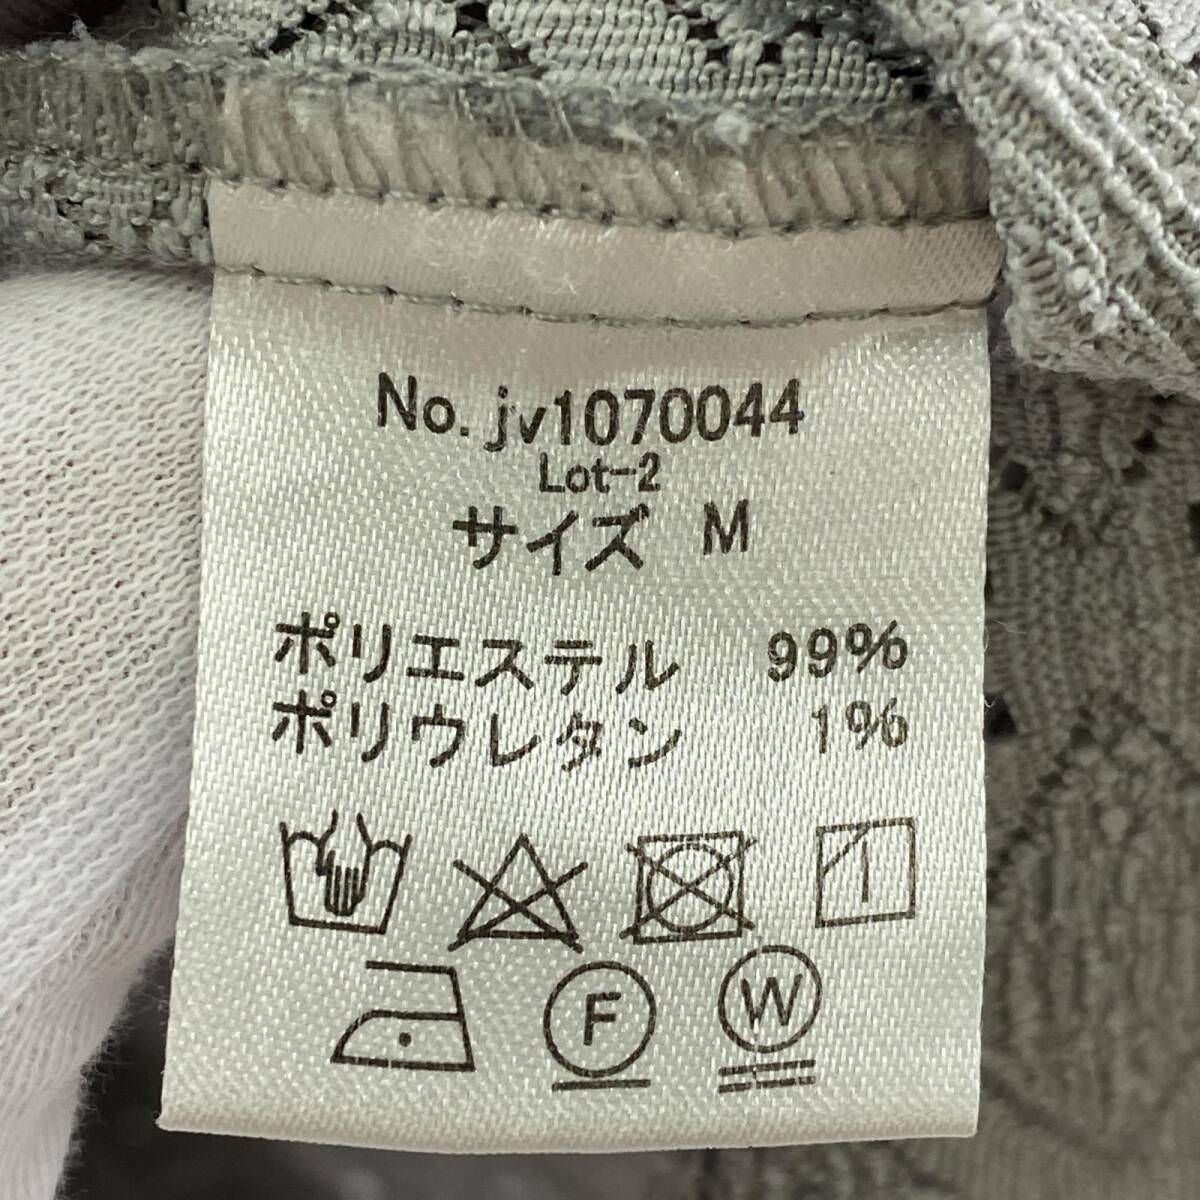 No. jv1070044
Lot-2
サイズ M
ポリエステル 99%
ポリウレタン 1%
F
W